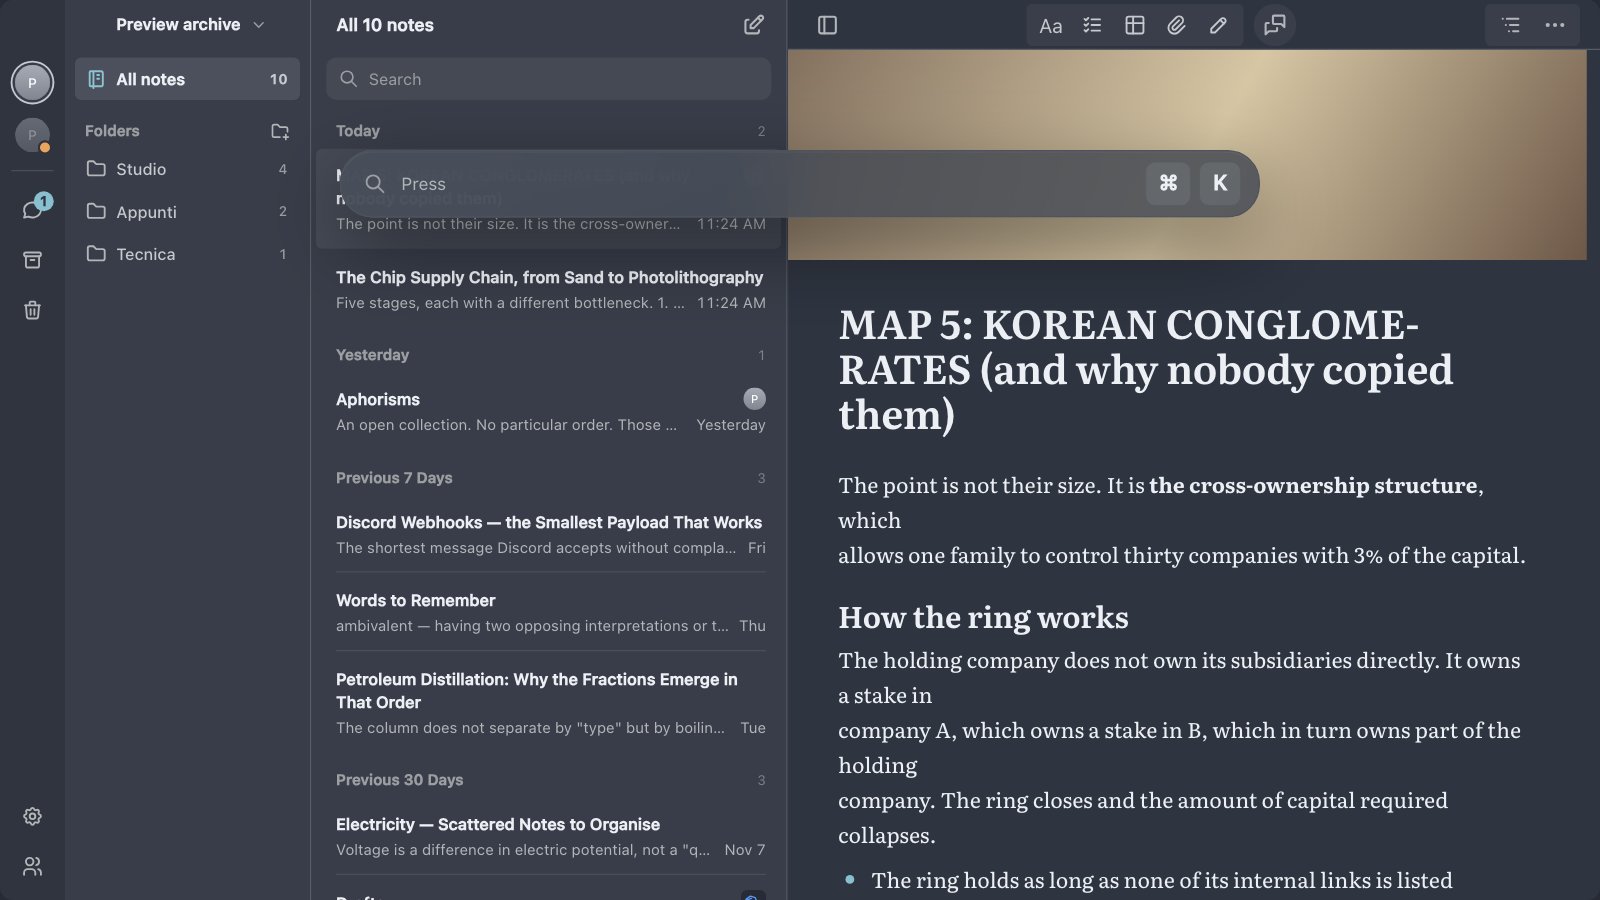 Preview archive
P
P
1
All notes 10
Folders
Studio 4
Appunti 2
Tecnica 1
All 10 notes
Search
Today 2
Press ⌘ K
nobody copied them)
The point is not their size. It is the cross-owner... 11:24 AM
The Chip Supply Chain, from Sand to Photolithography
Five stages, each with a different bottleneck. 1. ... 11:24 AM
Yesterday 1
Aphorisms P
An open collection. No particular order. Those ... Yesterday
Previous 7 Days 3
Discord Webhooks — the Smallest Payload That Works
The shortest message Discord accepts without compla... Fri
Words to Remember
ambivalent — having two opposing interpretations or t... Thu
Petroleum Distillation: Why the Fractions Emerge in
That Order
The column does not separate by "type" but by boilin... Tue
Previous 30 Days 3
Electricity — Scattered Notes to Organise
Voltage is a difference in electric potential, not a "q... Nov 7
Aa
MAP 5: KOREAN CONGLOME-
RATES (and why nobody copied
them)
The point is not their size. It is the cross-ownership structure,
which
allows one family to control thirty companies with 3% of the capital.
How the ring works
The holding company does not own its subsidiaries directly. It owns
a stake in
company A, which owns a stake in B, which in turn owns part of the
holding
company. The ring closes and the amount of capital required
collapses.
• The ring holds as long as none of its internal links is listed